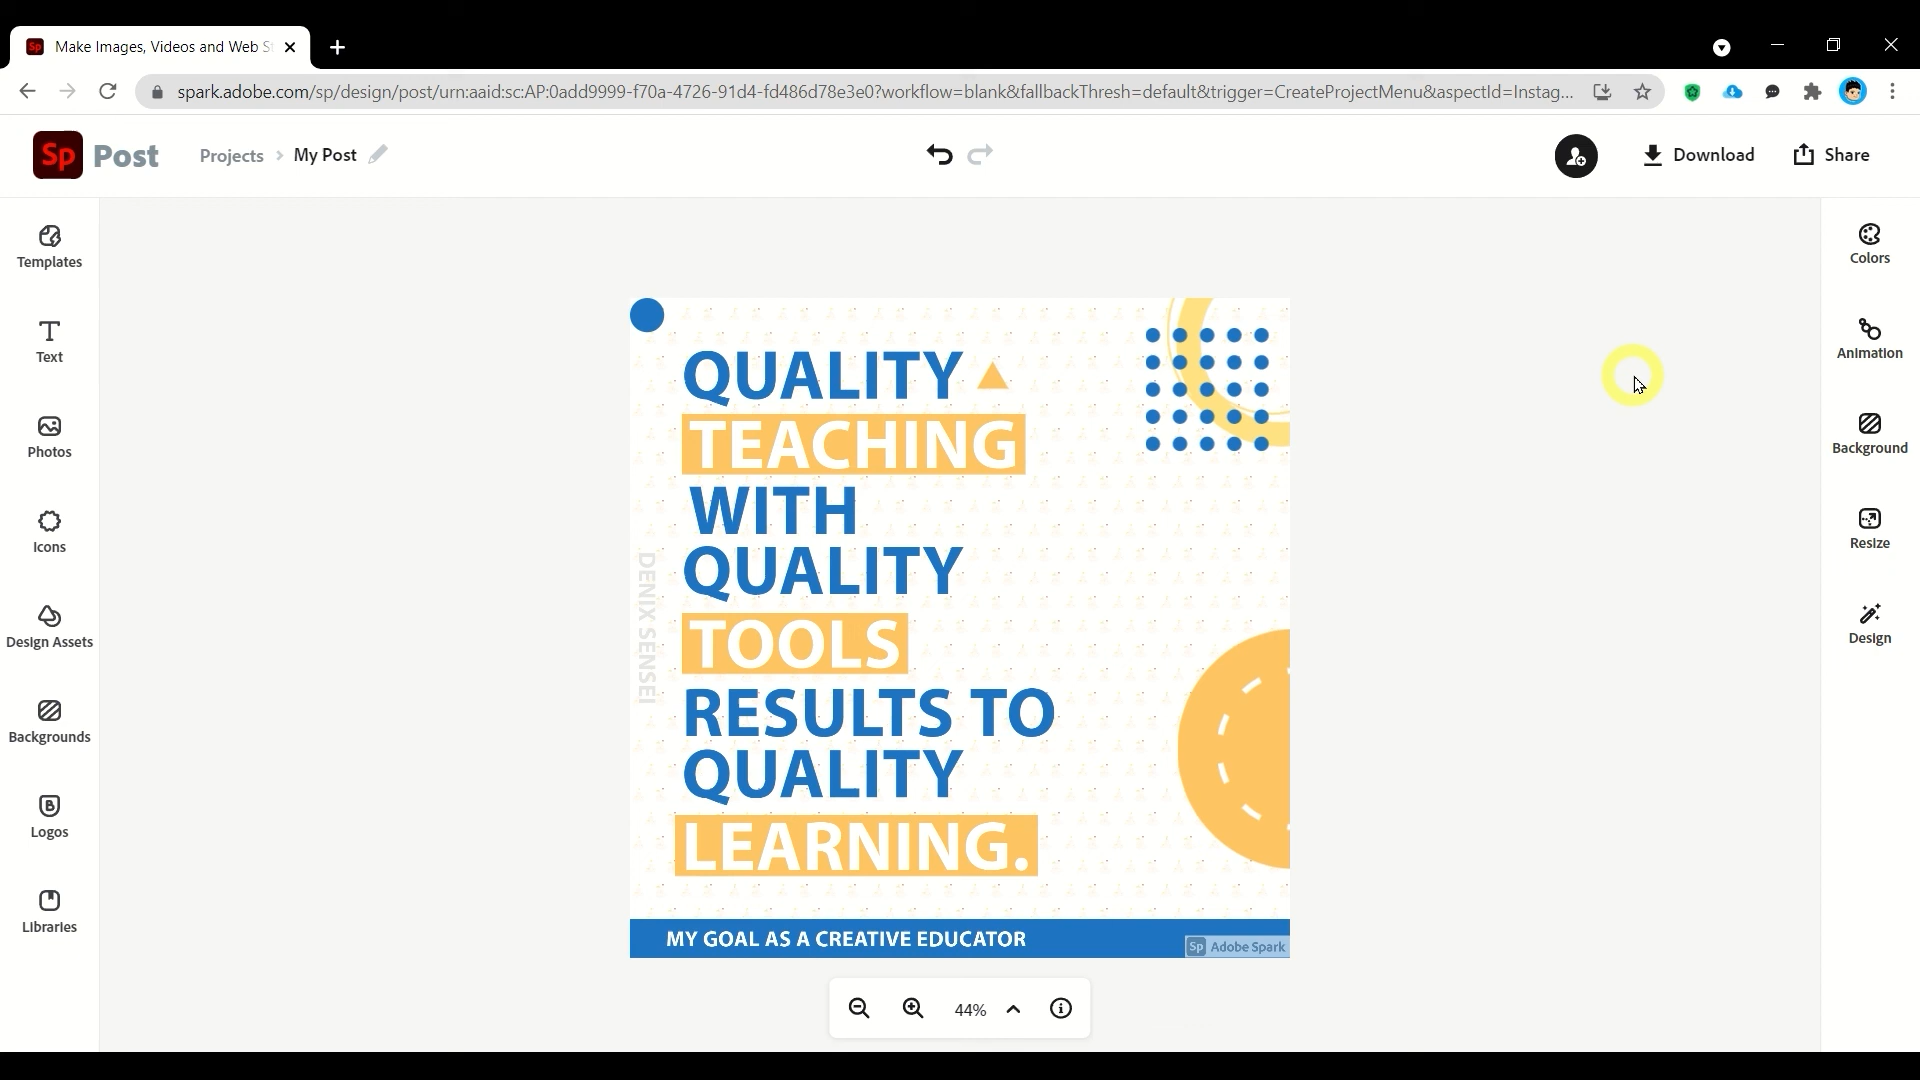 Sp Make Images, Videos and Web St
spark.adobe.com/sp/design/post/urn:aaid:sc:AP:0add9999-f70a-4726-91d4-fd486d78e3e0?workflow=blank&fallbackThresh=default&trigger=CreateProjectMenu&aspectId=Instag...
Sp Post Projects > My Post Download Share
Templates
Text
Photos
Icons
Design Assets
Backgrounds
Logos
Libraries
QUALITY
TEACHING
WITH
QUALITY
TOOLS
RESULTS TO
QUALITY
LEARNING.
DENIX SENSEI
MY GOAL AS A CREATIVE EDUCATOR
Sp Adobe Spark
44%
Colors
Animation
Background
Resize
Design